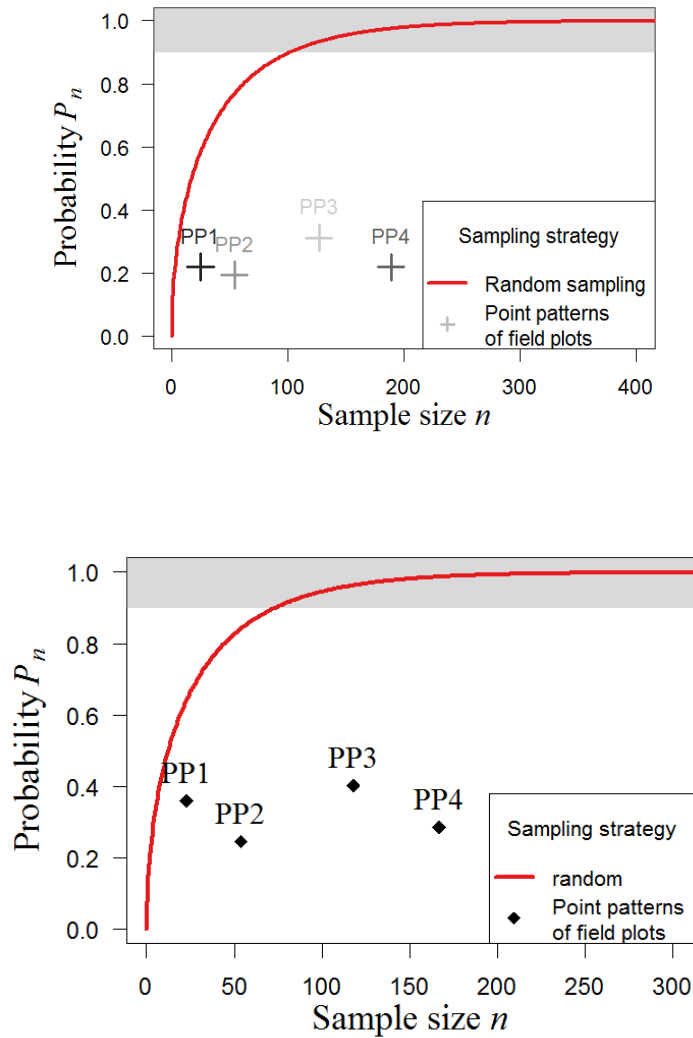 1.0
0.8
0.6
0.4
0.2
0.0
Probability Pn
PP1
PP2
PP3
PP4
Sampling strategy
Random sampling
Point patterns
of field plots
0
100
200
300
400
Sample size n
1.0
0.8
0.6
0.4
0.2
0.0
Probability Pn
PP1
PP2
PP3
PP4
Sampling strategy
random
Point patterns
of field plots
0
50
100
150
200
250
300
Sample size n